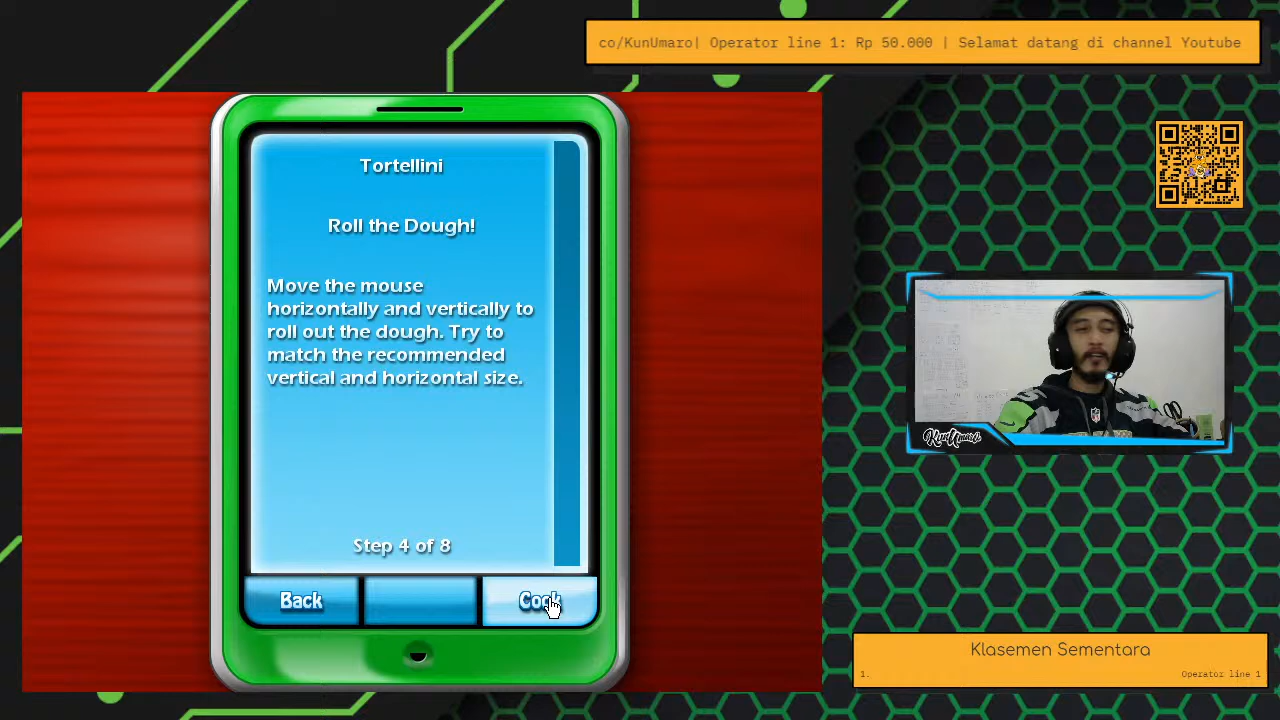 co/KunUmaro| Operator line 1: Rp 50.000 | Selamat datang di channel Youtube
Tortellini
Roll the Dough!
Move the mouse
horizontally and vertically to
roll out the dough. Try to
match the recommended
vertical and horizontal size.
Step 4 of 8
Back
Cook
KunUmaro
NFL
Klasemen Sementara
1.
Operator line 1